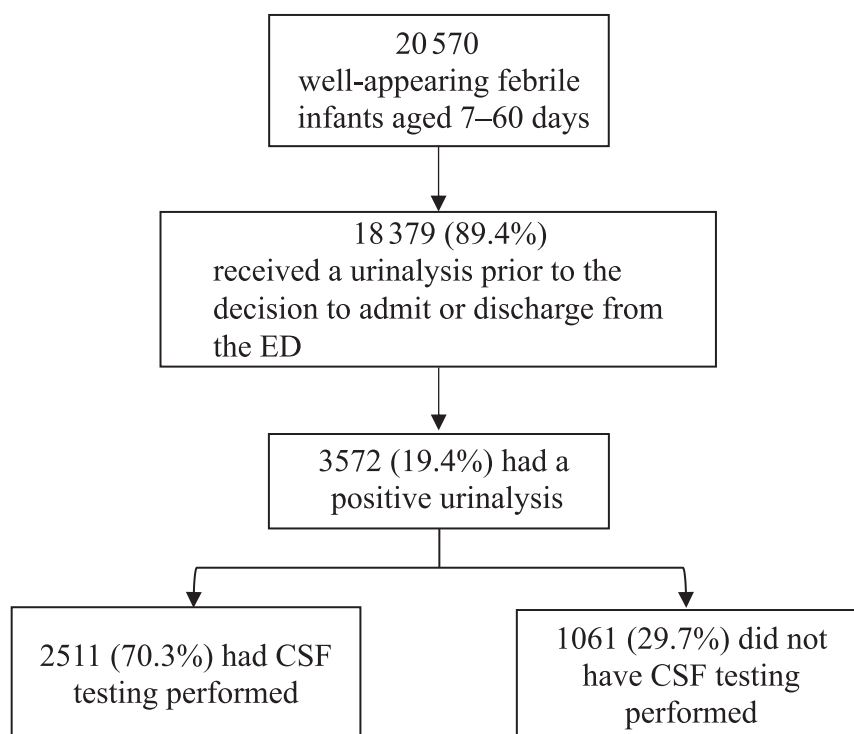 20 570
well-appearing febrile
infants aged 7–60 days
18 379 (89.4%)
received a urinalysis prior to the
decision to admit or discharge from
the ED
3572 (19.4%) had a
positive urinalysis
2511 (70.3%) had CSF
testing performed
1061 (29.7%) did not
have CSF testing
performed